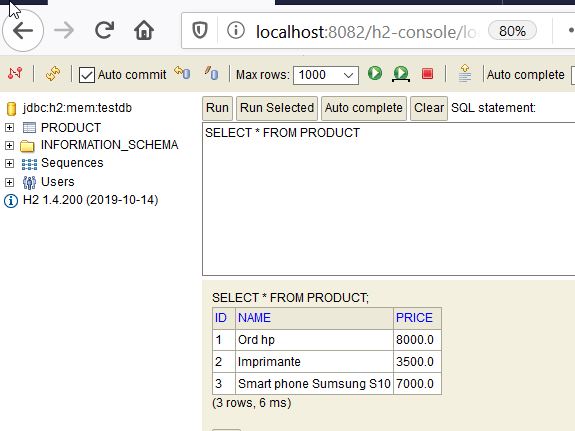 localhost:8082/h2-console/lo
80%
Auto commit
Max rows: 1000
Auto complete
jdbc:h2:mem:testdb
PRODUCT
INFORMATION_SCHEMA
Sequences
Users
H2 1.4.200 (2019-10-14)
Run Run Selected Auto complete Clear SQL statement:
SELECT * FROM PRODUCT
SELECT * FROM PRODUCT;
ID NAME PRICE
1 Ord hp 8000.0
2 Imprimante 3500.0
3 Smart phone Sumsung S10 7000.0
(3 rows, 6 ms)